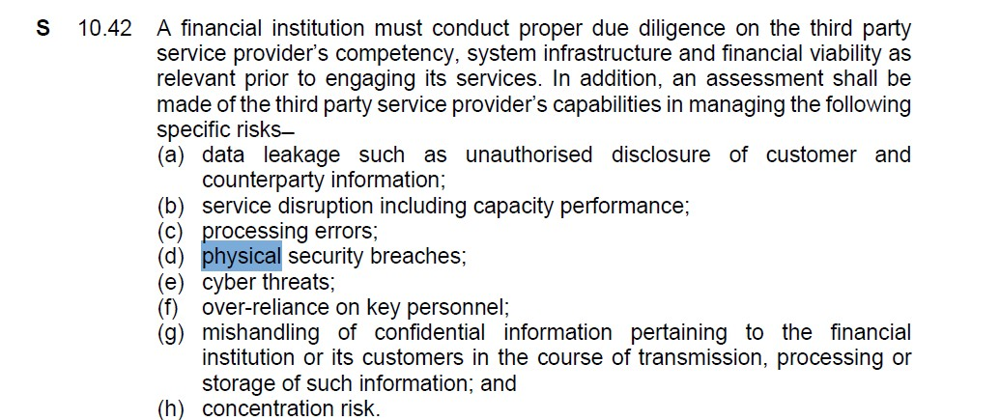 S 10.42 A financial institution must conduct proper due diligence on the third party
service provider's competency, system infrastructure and financial viability as
relevant prior to engaging its services. In addition, an assessment shall be
made of the third party service provider's capabilities in managing the following
specific risks–
(a) data leakage such as unauthorised disclosure of customer and
counterparty information;
(b) service disruption including capacity performance;
(c) processing errors;
(d) physical security breaches;
(e) cyber threats;
(f) over-reliance on key personnel;
(g) mishandling of confidential information pertaining to the financial
institution or its customers in the course of transmission, processing or
storage of such information; and
(h) concentration risk.